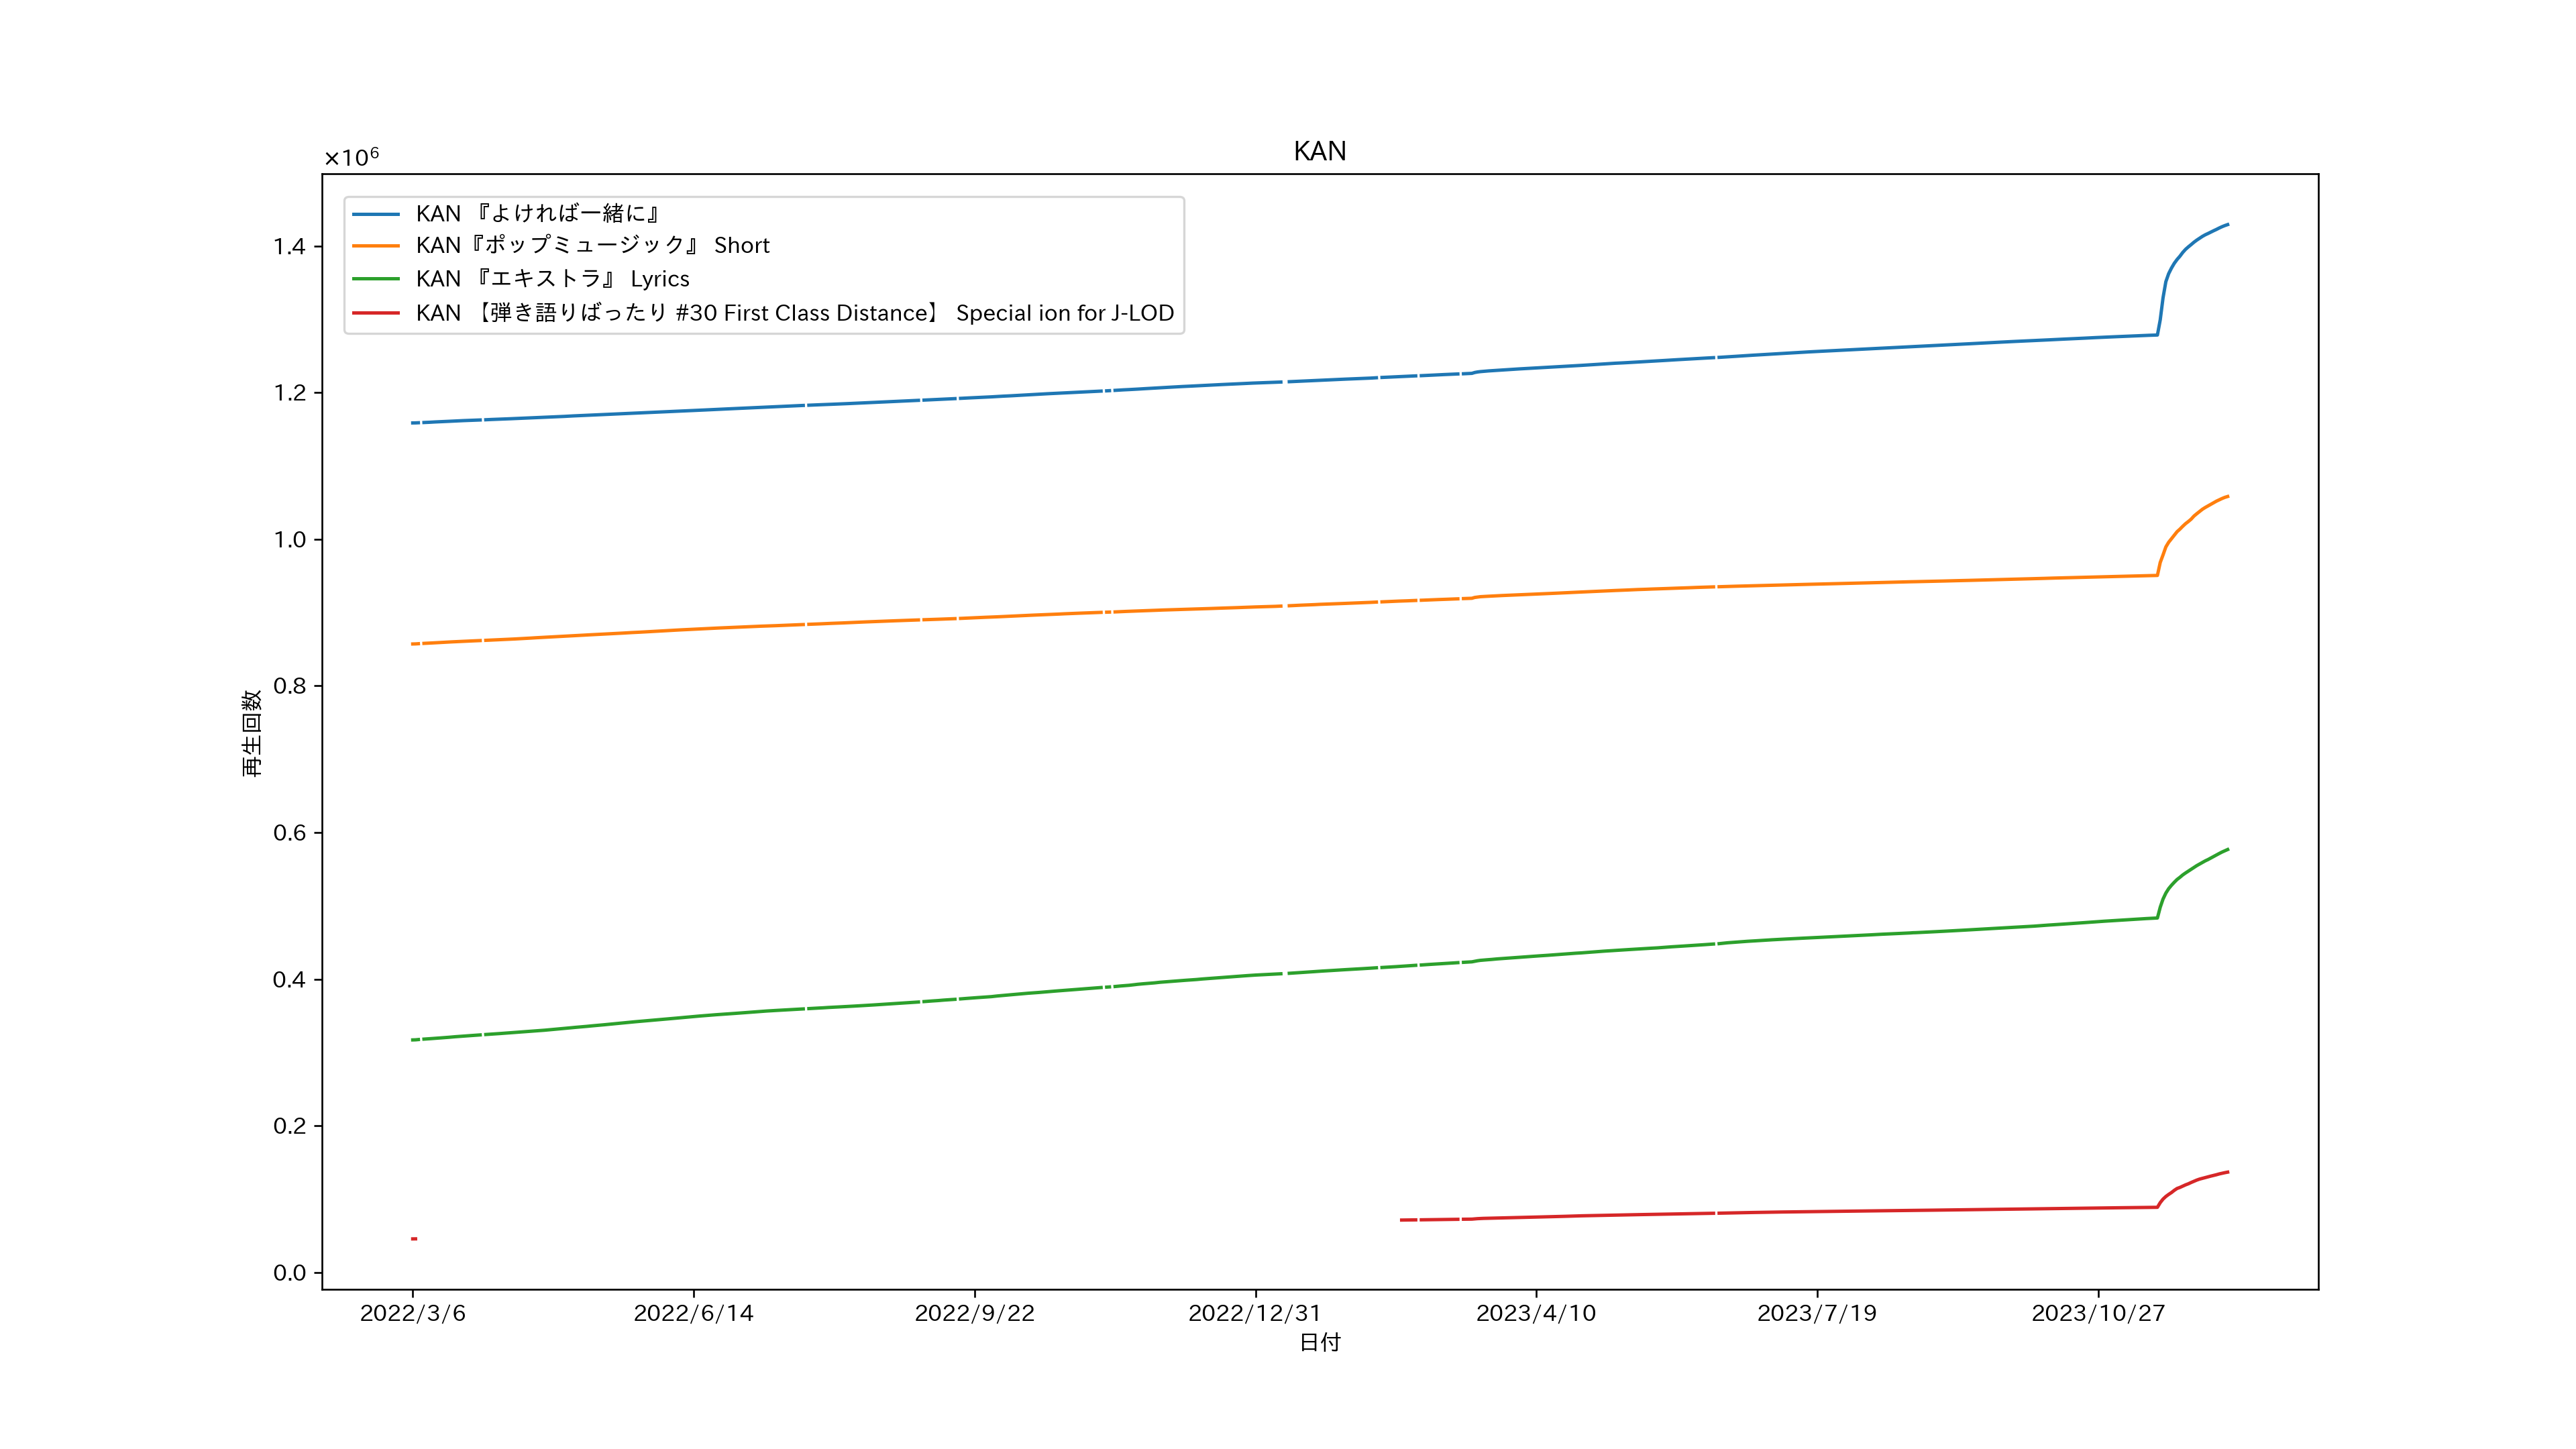 KAN
×10⁶
KAN 『よければ一緒に』
KAN『ポップミュージック』 Short
KAN 『エキストラ』 Lyrics
KAN 【弾き語りばったり #30 First Class Distance】 Special ion for J-LOD
1.4
1.2
1.0
0.8
0.6
0.4
0.2
0.0
再生回数
2022/3/6 2022/6/14 2022/9/22 2022/12/31 2023/4/10 2023/7/19 2023/10/27
日付